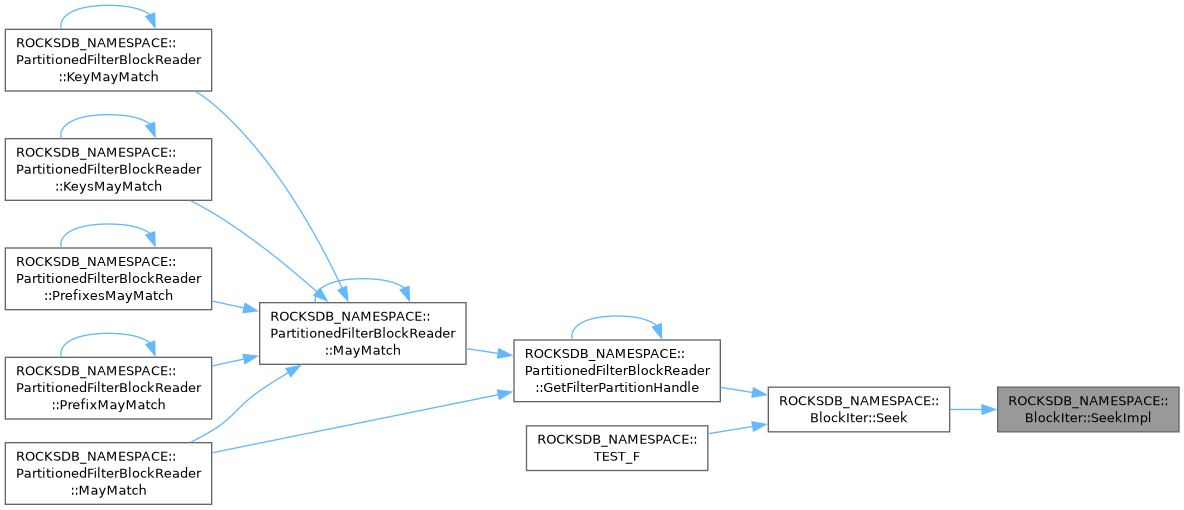 ROCKSDB_NAMESPACE::
PartitionedFilterBlockReader
::KeyMayMatch
ROCKSDB_NAMESPACE::
PartitionedFilterBlockReader
::KeysMayMatch
ROCKSDB_NAMESPACE::
PartitionedFilterBlockReader
::PrefixesMayMatch
ROCKSDB_NAMESPACE::
PartitionedFilterBlockReader
::PrefixMayMatch
ROCKSDB_NAMESPACE::
PartitionedFilterBlockReader
::MayMatch
ROCKSDB_NAMESPACE::
PartitionedFilterBlockReader
::MayMatch
ROCKSDB_NAMESPACE::
PartitionedFilterBlockReader
::GetFilterPartitionHandle
ROCKSDB_NAMESPACE::
TEST_F
ROCKSDB_NAMESPACE::
BlockIter::Seek
ROCKSDB_NAMESPACE::
BlockIter::SeekImpl